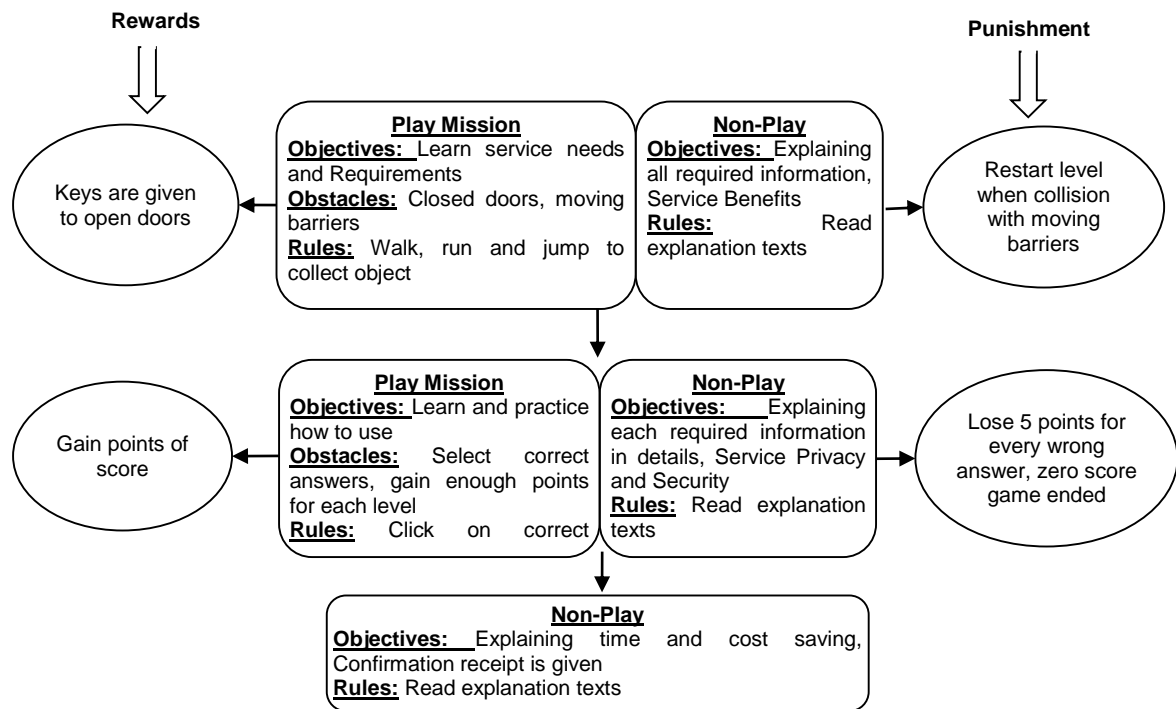 Rewards
Punishment
Keys are given
to open doors
Play Mission
Objectives: Learn service needs
and Requirements
Obstacles: Closed doors, moving
barriers
Rules: Walk, run and jump to
collect object
Non-Play
Objectives: Explaining
all required information,
Service Benefits
Rules: Read
explanation texts
Restart level
when collision
with moving
barriers
Gain points of
score
Play Mission
Objectives: Learn and practice
how to use
Obstacles: Select correct
answers, gain enough points
for each level
Rules: Click on correct
Non-Play
Objectives: Explaining
each required information
in details, Service Privacy
and Security
Rules: Read explanation
texts
Lose 5 points for
every wrong
answer, zero score
game ended
Non-Play
Objectives: Explaining time and cost saving,
Confirmation receipt is given
Rules: Read explanation texts